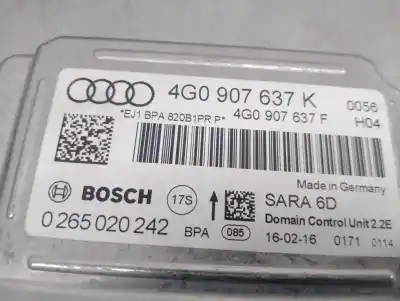 4G0 907 637 K 0056
*EJ1 BPA 820B1PR P* 4G0 907 637 F H04
Made in Germany
BOSCH 17S SARA 6D
Domain Control Unit 2.2E
0 265 020 242 BPA 085 16-02-16 0171 0114